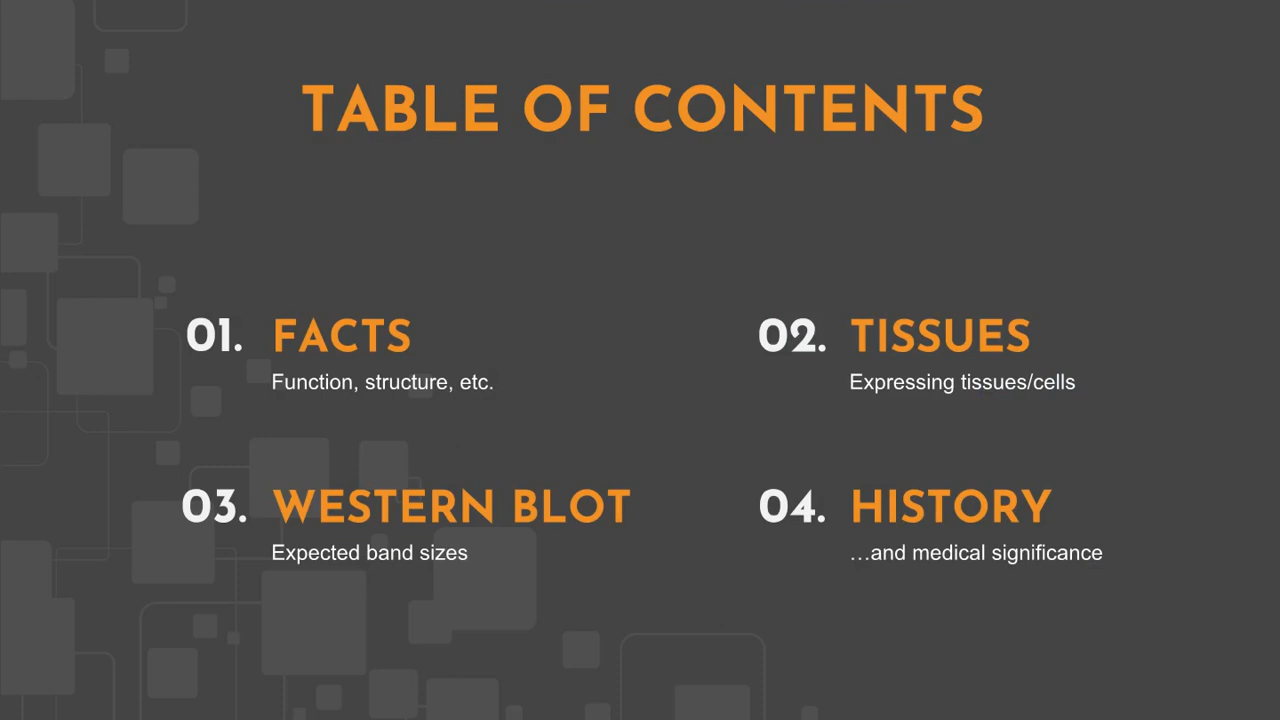 TABLE OF CONTENTS
01. FACTS
Function, structure, etc.
02. TISSUES
Expressing tissues/cells
03. WESTERN BLOT
Expected band sizes
04. HISTORY
…and medical significance